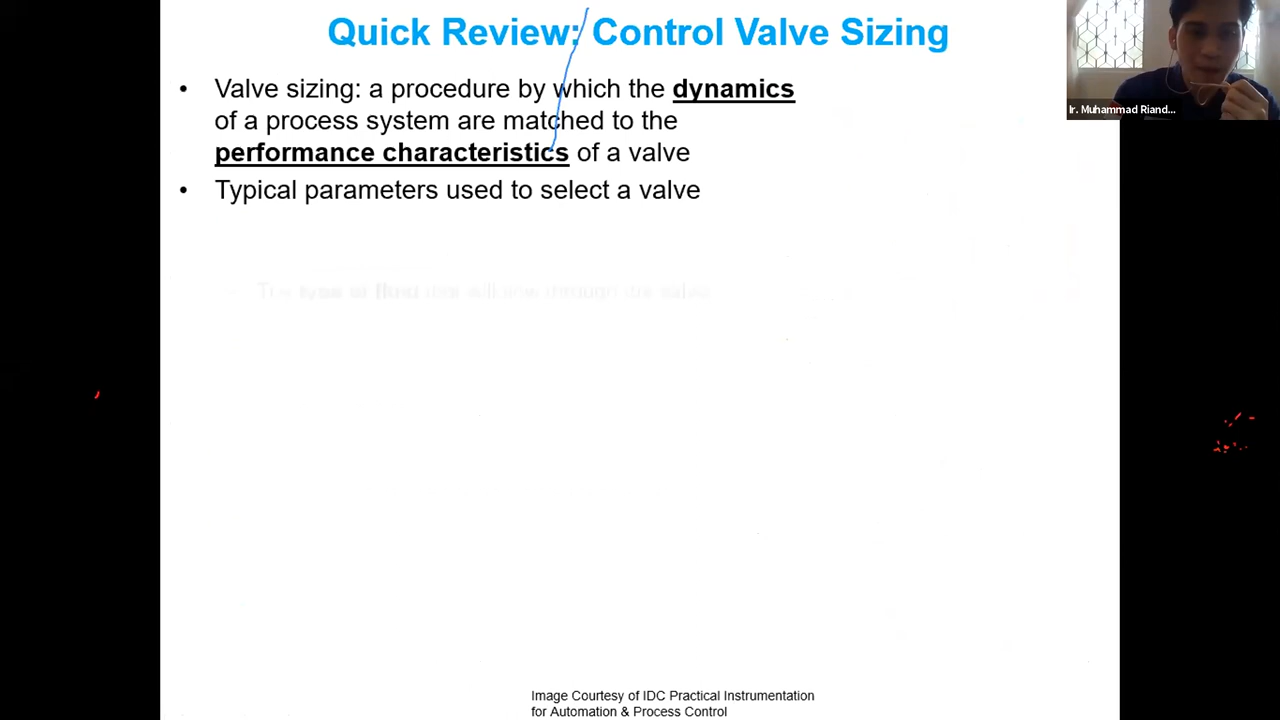 Quick Review: Control Valve Sizing
• Valve sizing: a procedure by which the dynamics
of a process system are matched to the
performance characteristics of a valve
• Typical parameters used to select a valve
Ir. Muhammad Riand...
Image Courtesy of IDC Practical Instrumentation
for Automation & Process Control